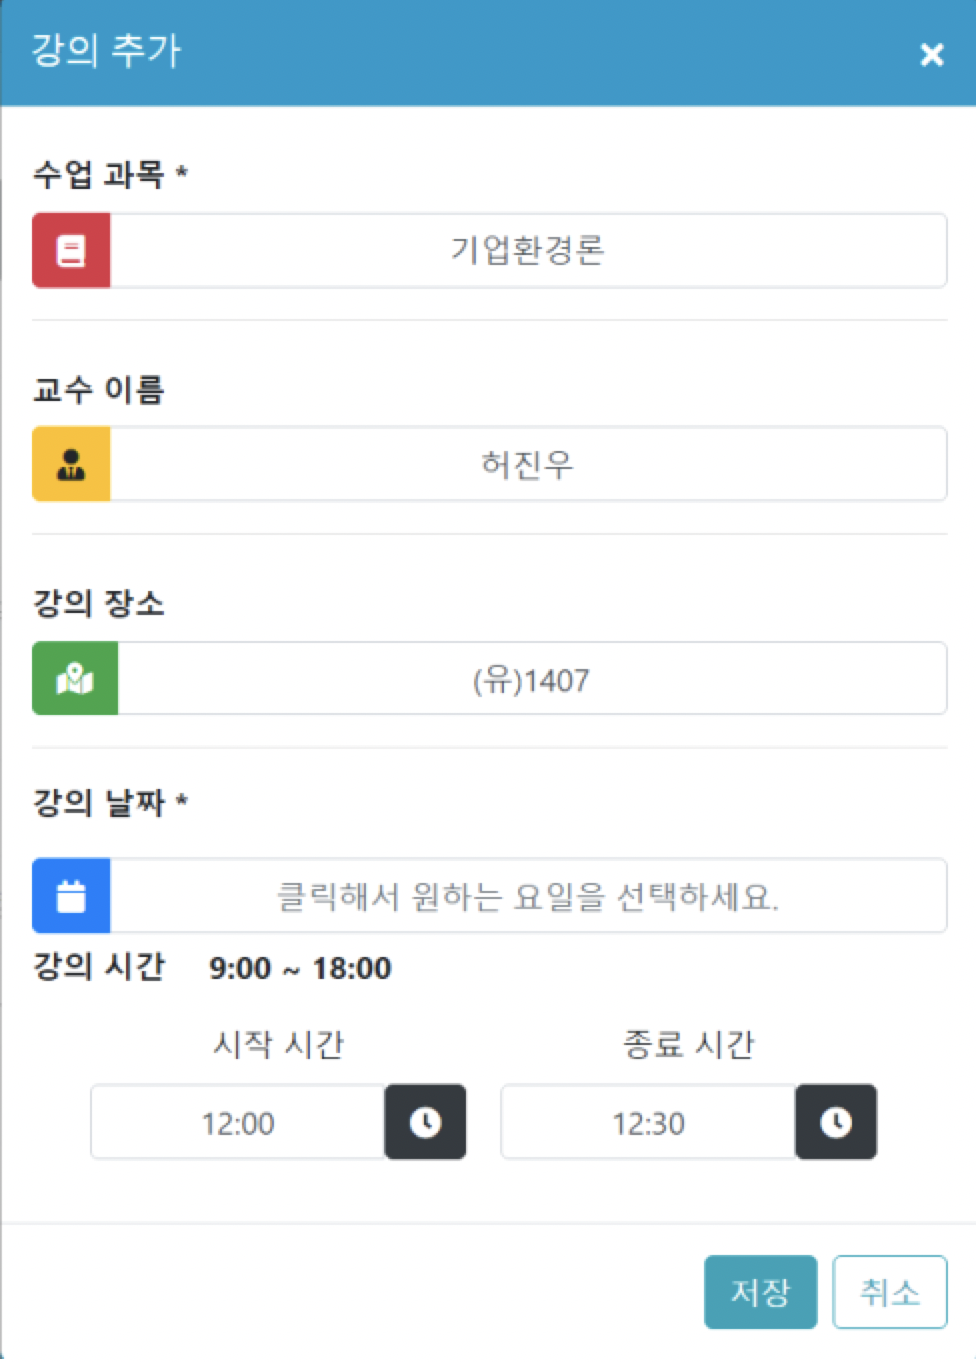 강의 추가
수업 과목 *
기업환경론
교수 이름
허진우
강의 장소
(유)1407
강의 날짜 *
클릭해서 원하는 요일을 선택하세요.
강의 시간 9:00 ~ 18:00
시작 시간 종료 시간
12:00 12:30
저장 취소